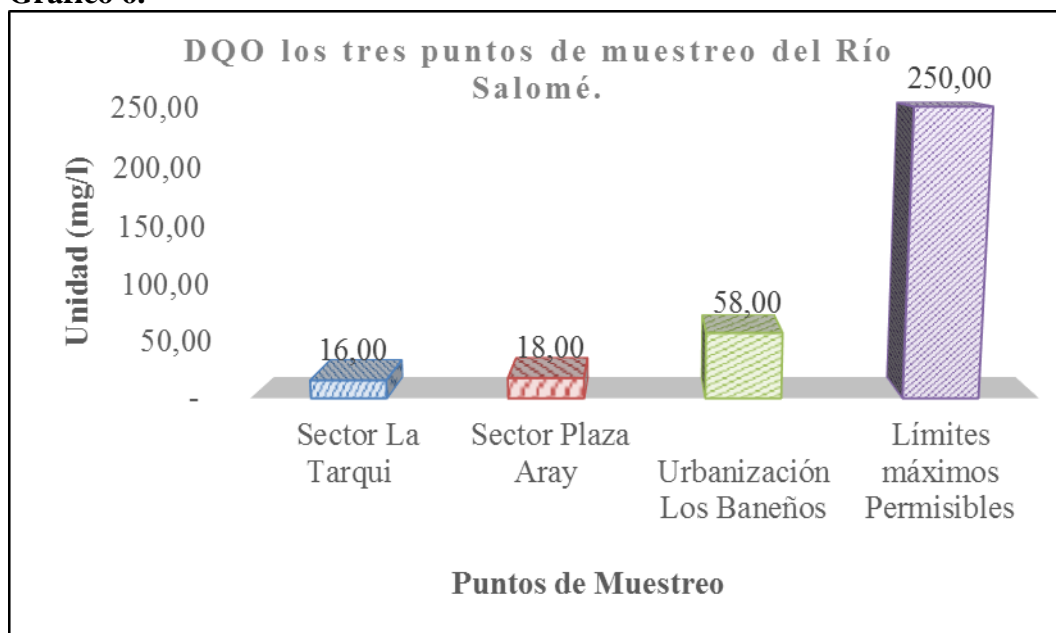 Gráfico 6.
DQO los tres puntos de muestreo del Río
Salomé.
250,00
250,00
200,00
150,00
100,00
50,00
-
Unidad (mg/l)
16,00
18,00
58,00
Sector La
Tarqui
Sector Plaza
Aray
Urbanización
Los Baneños
Límites
máximos
Permisibles
Puntos de Muestreo